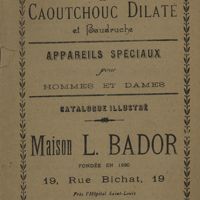 CAOUTCHOUC DILATÉ
et Baudruche
APPAREILS SPÉCIAUX
pour
HOMMES ET DAMES
CATALOGUE ILLUSTRÉ
Maison L. BADOR
FONDÉE EN 1890
19, Rue Bichat, 19
Près l'Hôpital Saint-Louis